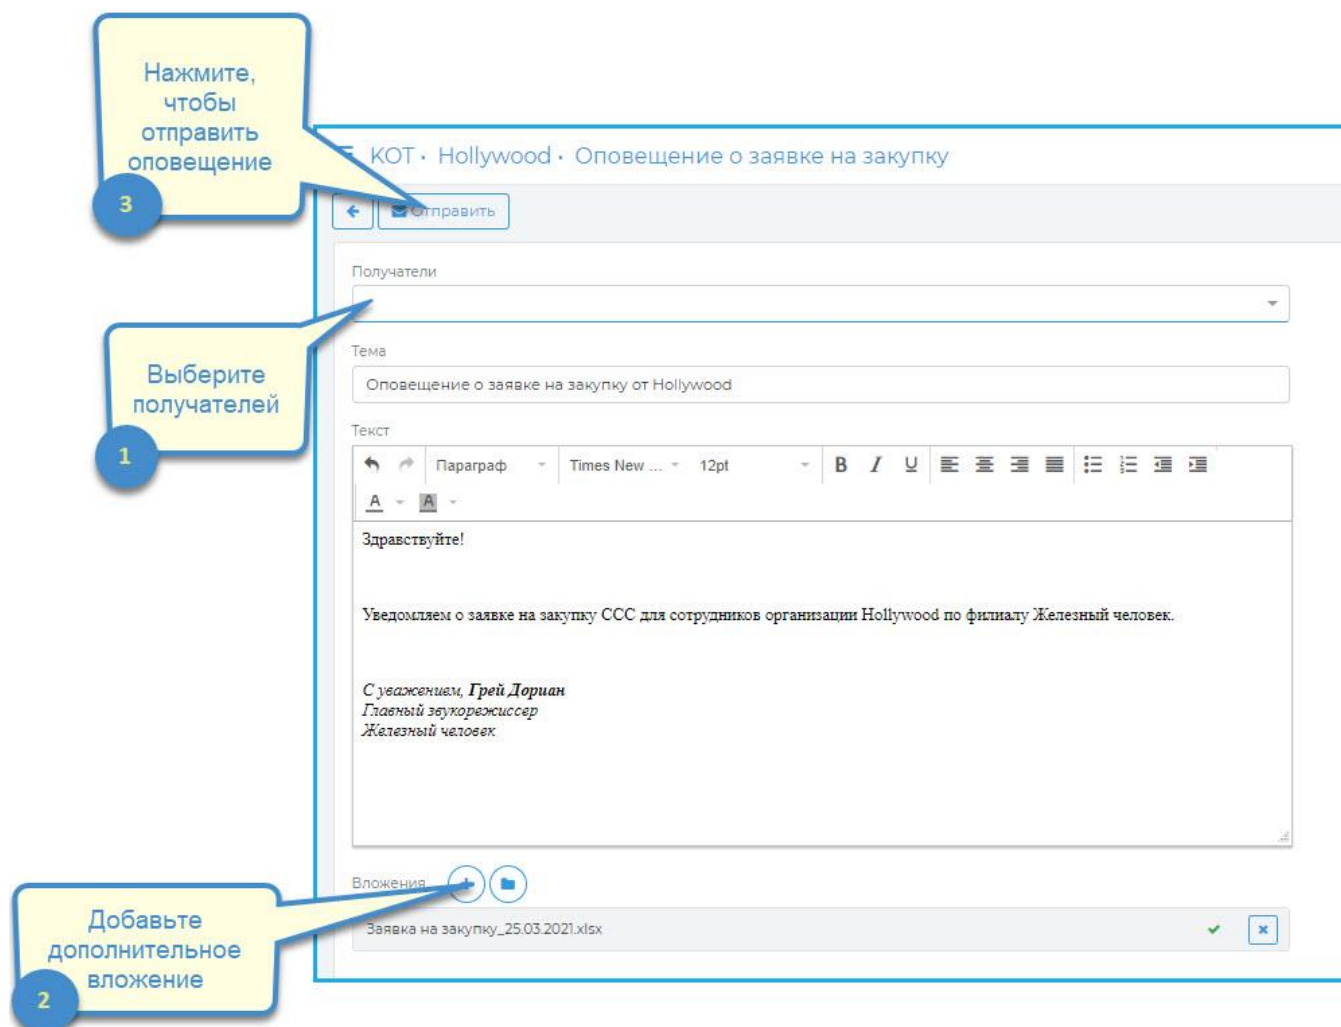 Нажмите,
чтобы
отправить
оповещение
3
КОТ · Hollywood · Оповещение о заявке на закупку
Отправить
Получатели
Выберите
получателей
1
Тема
Оповещение о заявке на закупку от Hollywood
Текст
Параграф Times New ... 12pt B I U
A A
Здравствуйте!
Уведомляем о заявке на закупку ССС для сотрудников организации Hollywood по филиалу Железный человек.
С уважением, Грей Дориан
Главный звукорежиссер
Железный человек
Вложения
Заявка на закупку_25.03.2021.xlsx
Добавьте
дополнительное
вложение
2